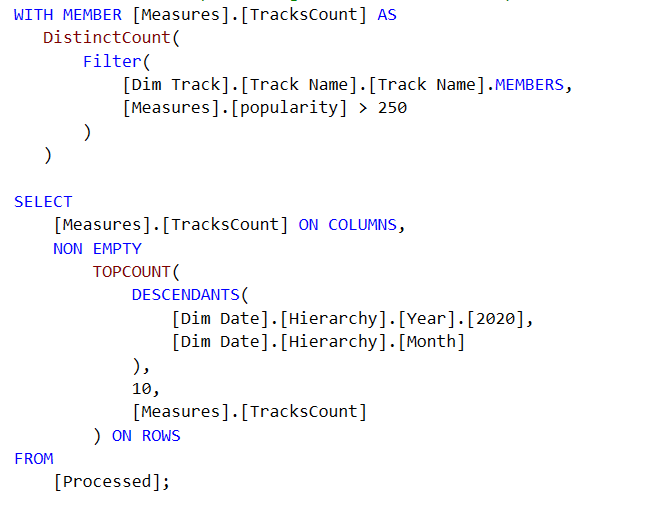 WITH MEMBER [Measures].[TracksCount] AS
DistinctCount(
Filter(
[Dim Track].[Track Name].[Track Name].MEMBERS,
[Measures].[popularity] > 250
)
)
SELECT
[Measures].[TracksCount] ON COLUMNS,
NON EMPTY
TOPCOUNT(
DESCENDANTS(
[Dim Date].[Hierarchy].[Year].[2020],
[Dim Date].[Hierarchy].[Month]
),
10,
[Measures].[TracksCount]
) ON ROWS
FROM
[Processed];